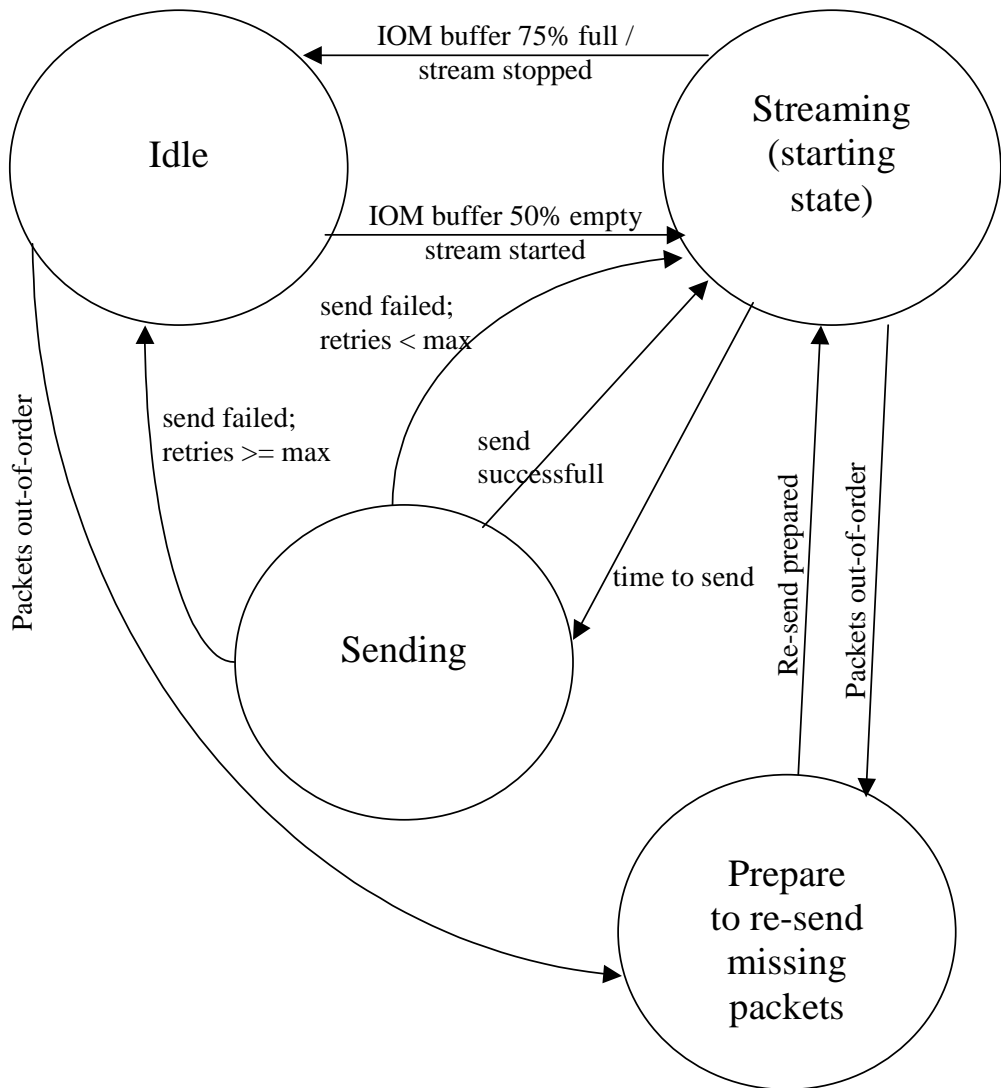 IOM buffer 75% full /
stream stopped
Streaming
(starting
state)
Idle
IOM buffer 50% empty
stream started
send failed;
retries < max
send failed;
retries >= max
send
successfull
Packets out-of-order
Re-send prepared
Packets out-of-order
time to send
Sending
Prepare
to re-send
missing
packets